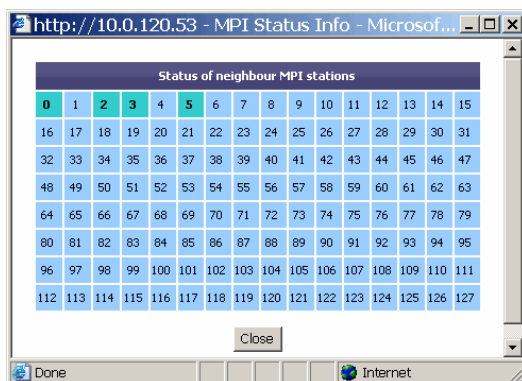 http://10.0.120.53 - MPI Status Info - Microsof...
Status of neighbour MPI stations
0 1 2 3 4 5 6 7 8 9 10 11 12 13 14 15
16 17 18 19 20 21 22 23 24 25 26 27 28 29 30 31
32 33 34 35 36 37 38 39 40 41 42 43 44 45 46 47
48 49 50 51 52 53 54 55 56 57 58 59 60 61 62 63
64 65 66 67 68 69 70 71 72 73 74 75 76 77 78 79
80 81 82 83 84 85 86 87 88 89 90 91 92 93 94 95
96 97 98 99 100 101 102 103 104 105 106 107 108 109 110 111
112 113 114 115 116 117 118 119 120 121 122 123 124 125 126 127
Close
Done Internet